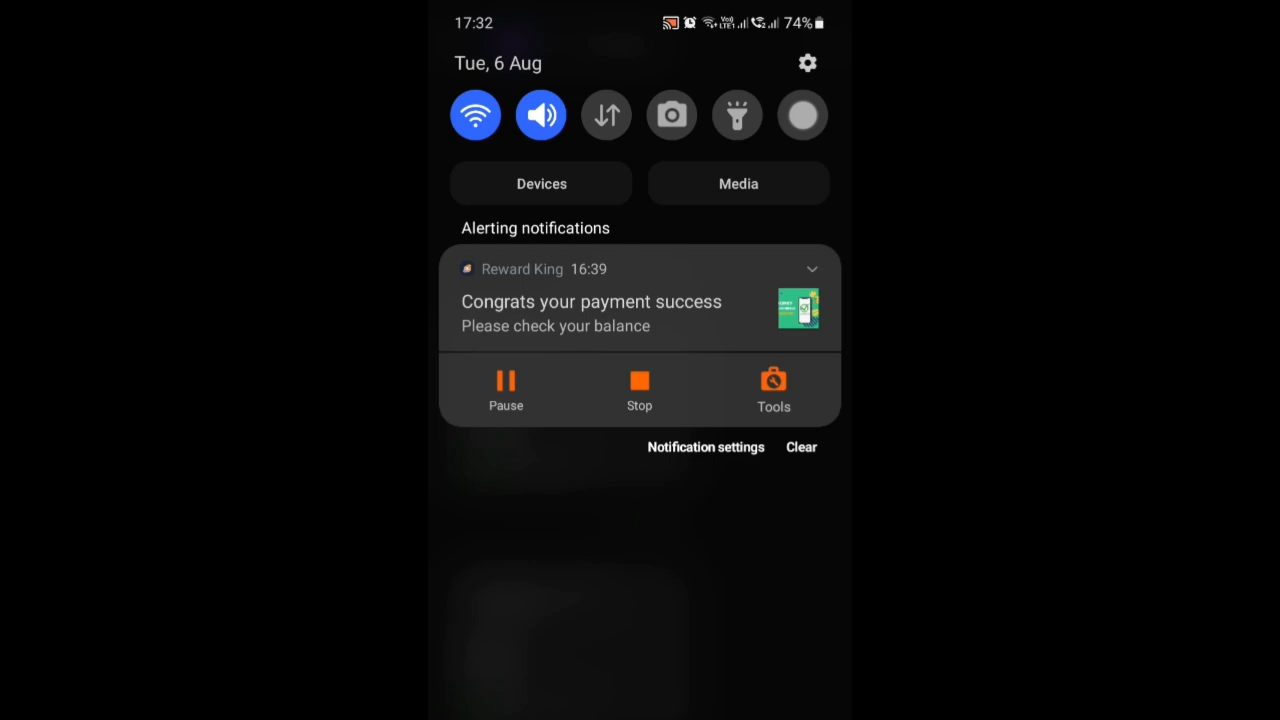 17:32 74%
Tue, 6 Aug
Devices Media
Alerting notifications
Reward King 16:39
Congrats your payment success
Please check your balance
Pause Stop Tools
Notification settings Clear